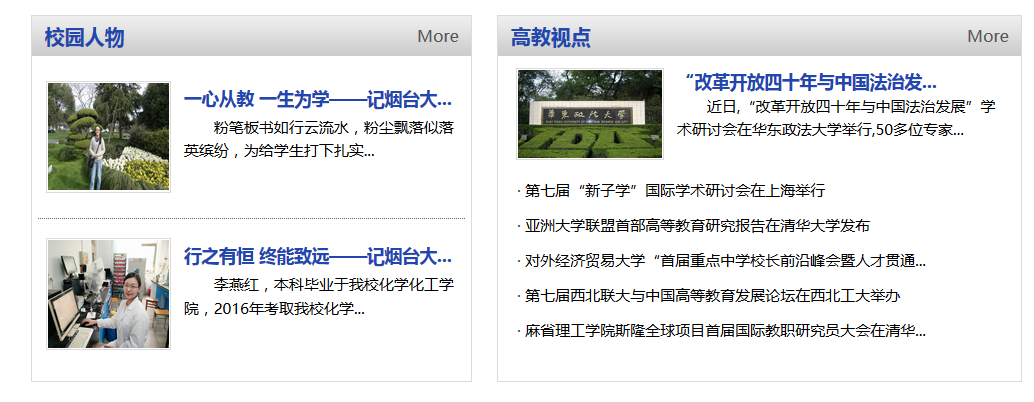 校园人物 More
一心从教 一生为学——记烟台大...
粉笔板书如行云流水，粉尘飘落似落
英缤纷，为给学生打下扎实...
行之有恒 终能致远——记烟台大...
李燕红，本科毕业于我校化学化工学
院，2016年考取我校化学...
高教视点 More
“改革开放四十年与中国法治发...
近日,“改革开放四十年与中国法治发展”学
术研讨会在华东政法大学举行,50多位专家...
華東政法大學
· 第七届“新子学”国际学术研讨会在上海举行
· 亚洲大学联盟首部高等教育研究报告在清华大学发布
· 对外经济贸易大学“首届重点中学校长前沿峰会暨人才贯通...
· 第七届西北联大与中国高等教育发展论坛在西北工大举办
· 麻省理工学院斯隆全球项目首届国际教职研究员大会在清华...